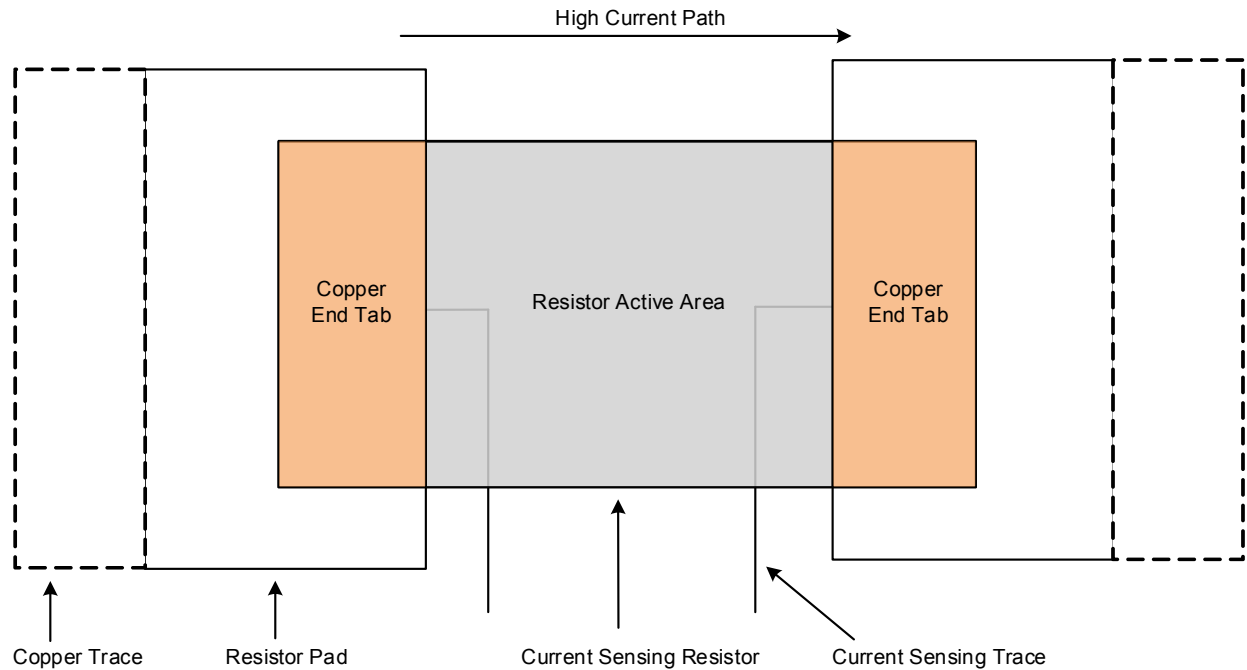 High Current Path
Copper
End Tab
Resistor Active Area
Copper
End Tab
Copper Trace
Resistor Pad
Current Sensing Resistor
Current Sensing Trace